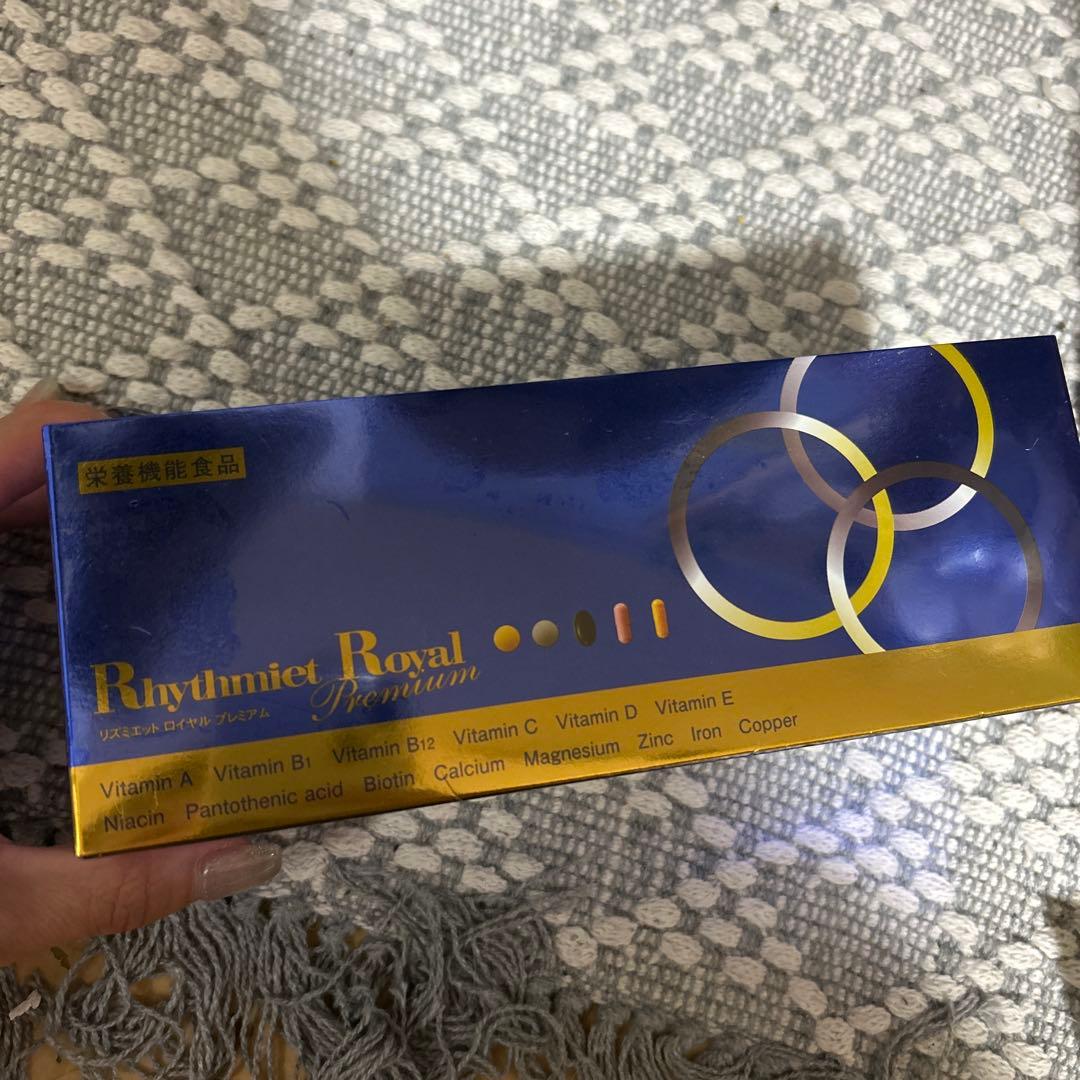 栄養機能食品
Rhythmiet Royal
Premium
リズミエット ロイヤル プレミアム
Vitamin A Vitamin B1 Vitamin B12 Vitamin C Vitamin D Vitamin E
Niacin Pantothenic acid Biotin Calcium Magnesium Zinc Iron Copper